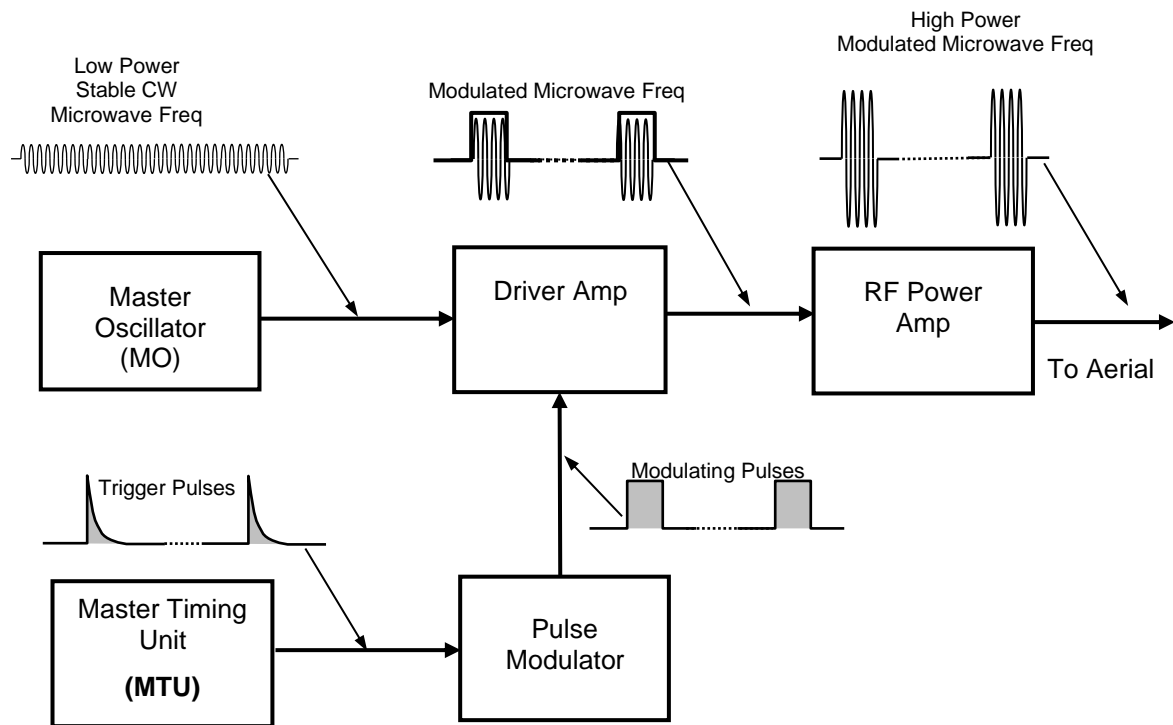 High Power
Modulated Microwave Freq
Low Power
Stable CW
Microwave Freq
Modulated Microwave Freq
Master
Oscillator
(MO)
Driver Amp
RF Power
Amp
To Aerial
Trigger Pulses
Modulating Pulses
Master Timing
Unit
(MTU)
Pulse
Modulator